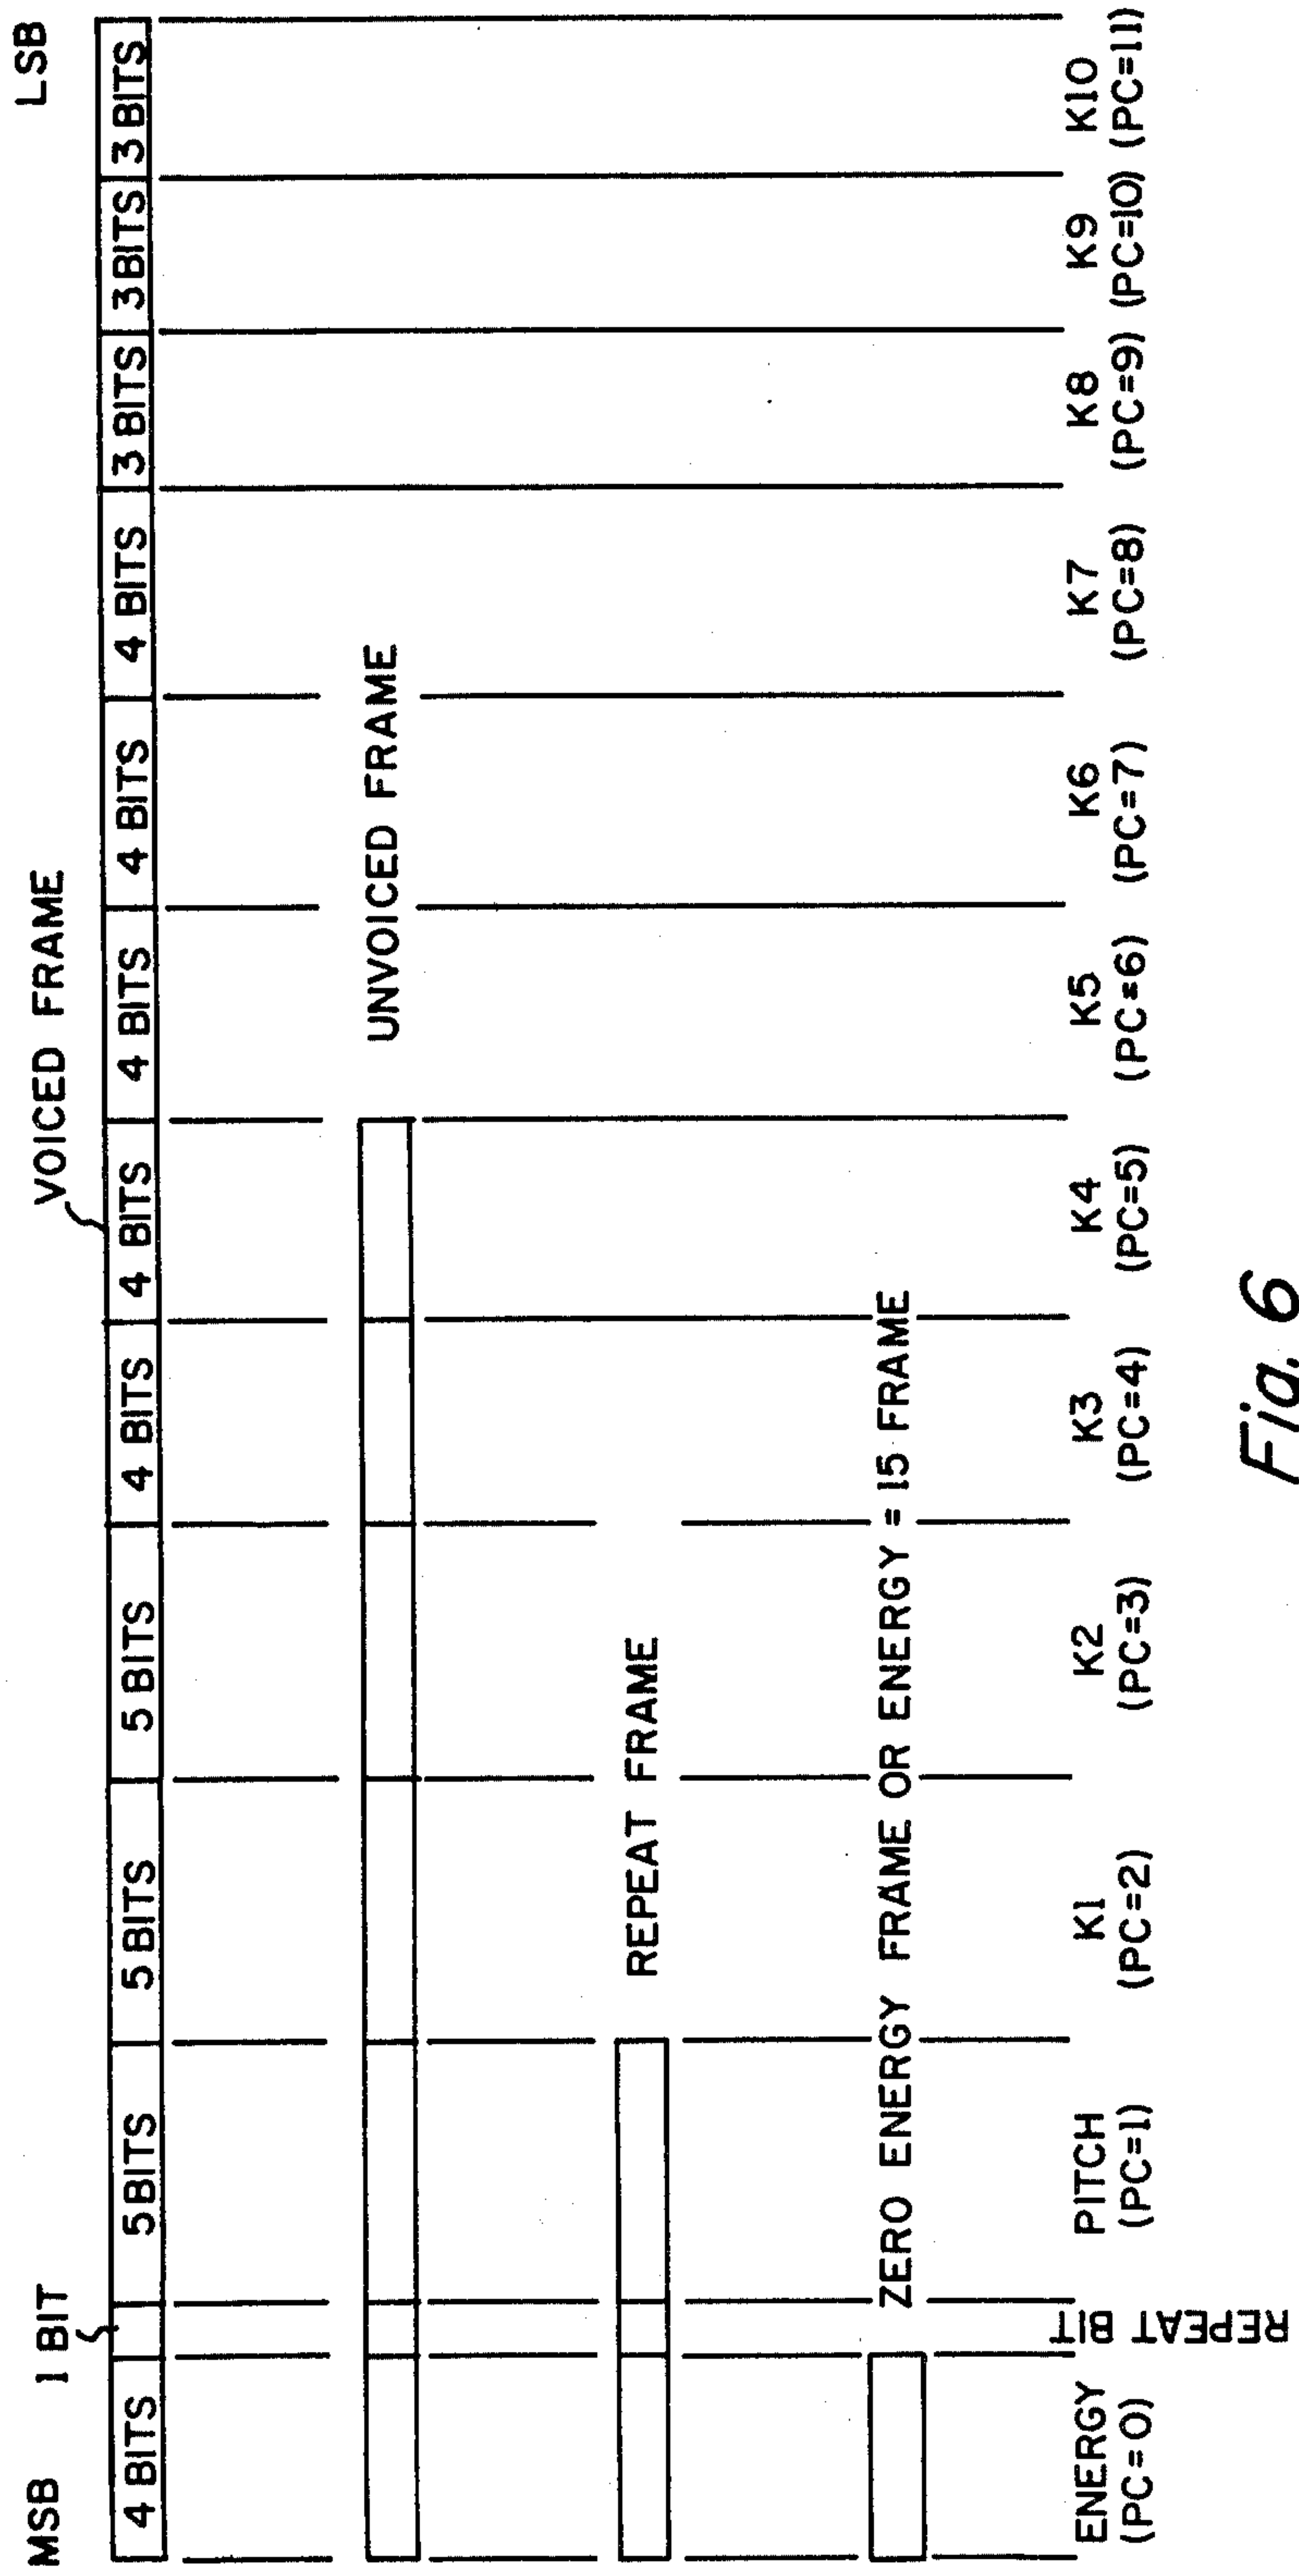 MSB 1 BIT VOICED FRAME LSB
4 BITS 5BITS 5 BITS 5 BITS 4 BITS 4 BITS 4 BITS 4 BITS 4 BITS 3 BITS 3BITS 3 BITS
UNVOICED FRAME
REPEAT FRAME
ZERO ENERGY FRAME OR ENERGY = 15 FRAME
ENERGY PITCH K1 K2 K3 K4 K5 K6 K7 K8 K9 K10
(PC=0) (PC=1) (PC=2) (PC=3) (PC=4) (PC=5) (PC=6) (PC=7) (PC=8) (PC=9) (PC=10) (PC=11)
REPEAT BIT
Fig. 6